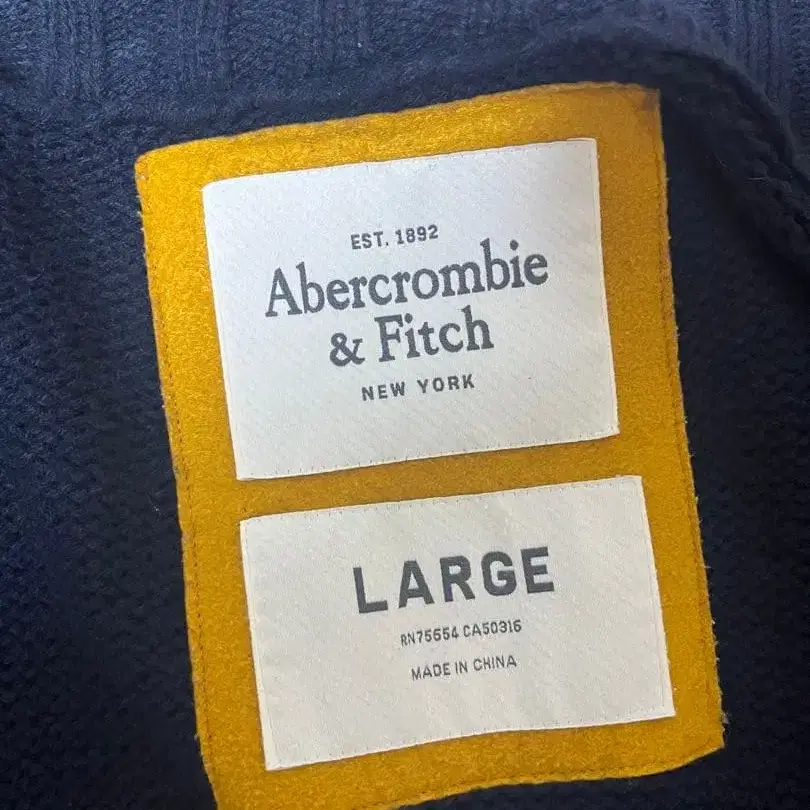 EST. 1892
Abercrombie
& Fitch
NEW YORK
LARGE
RN75654 CA50316
MADE IN CHINA